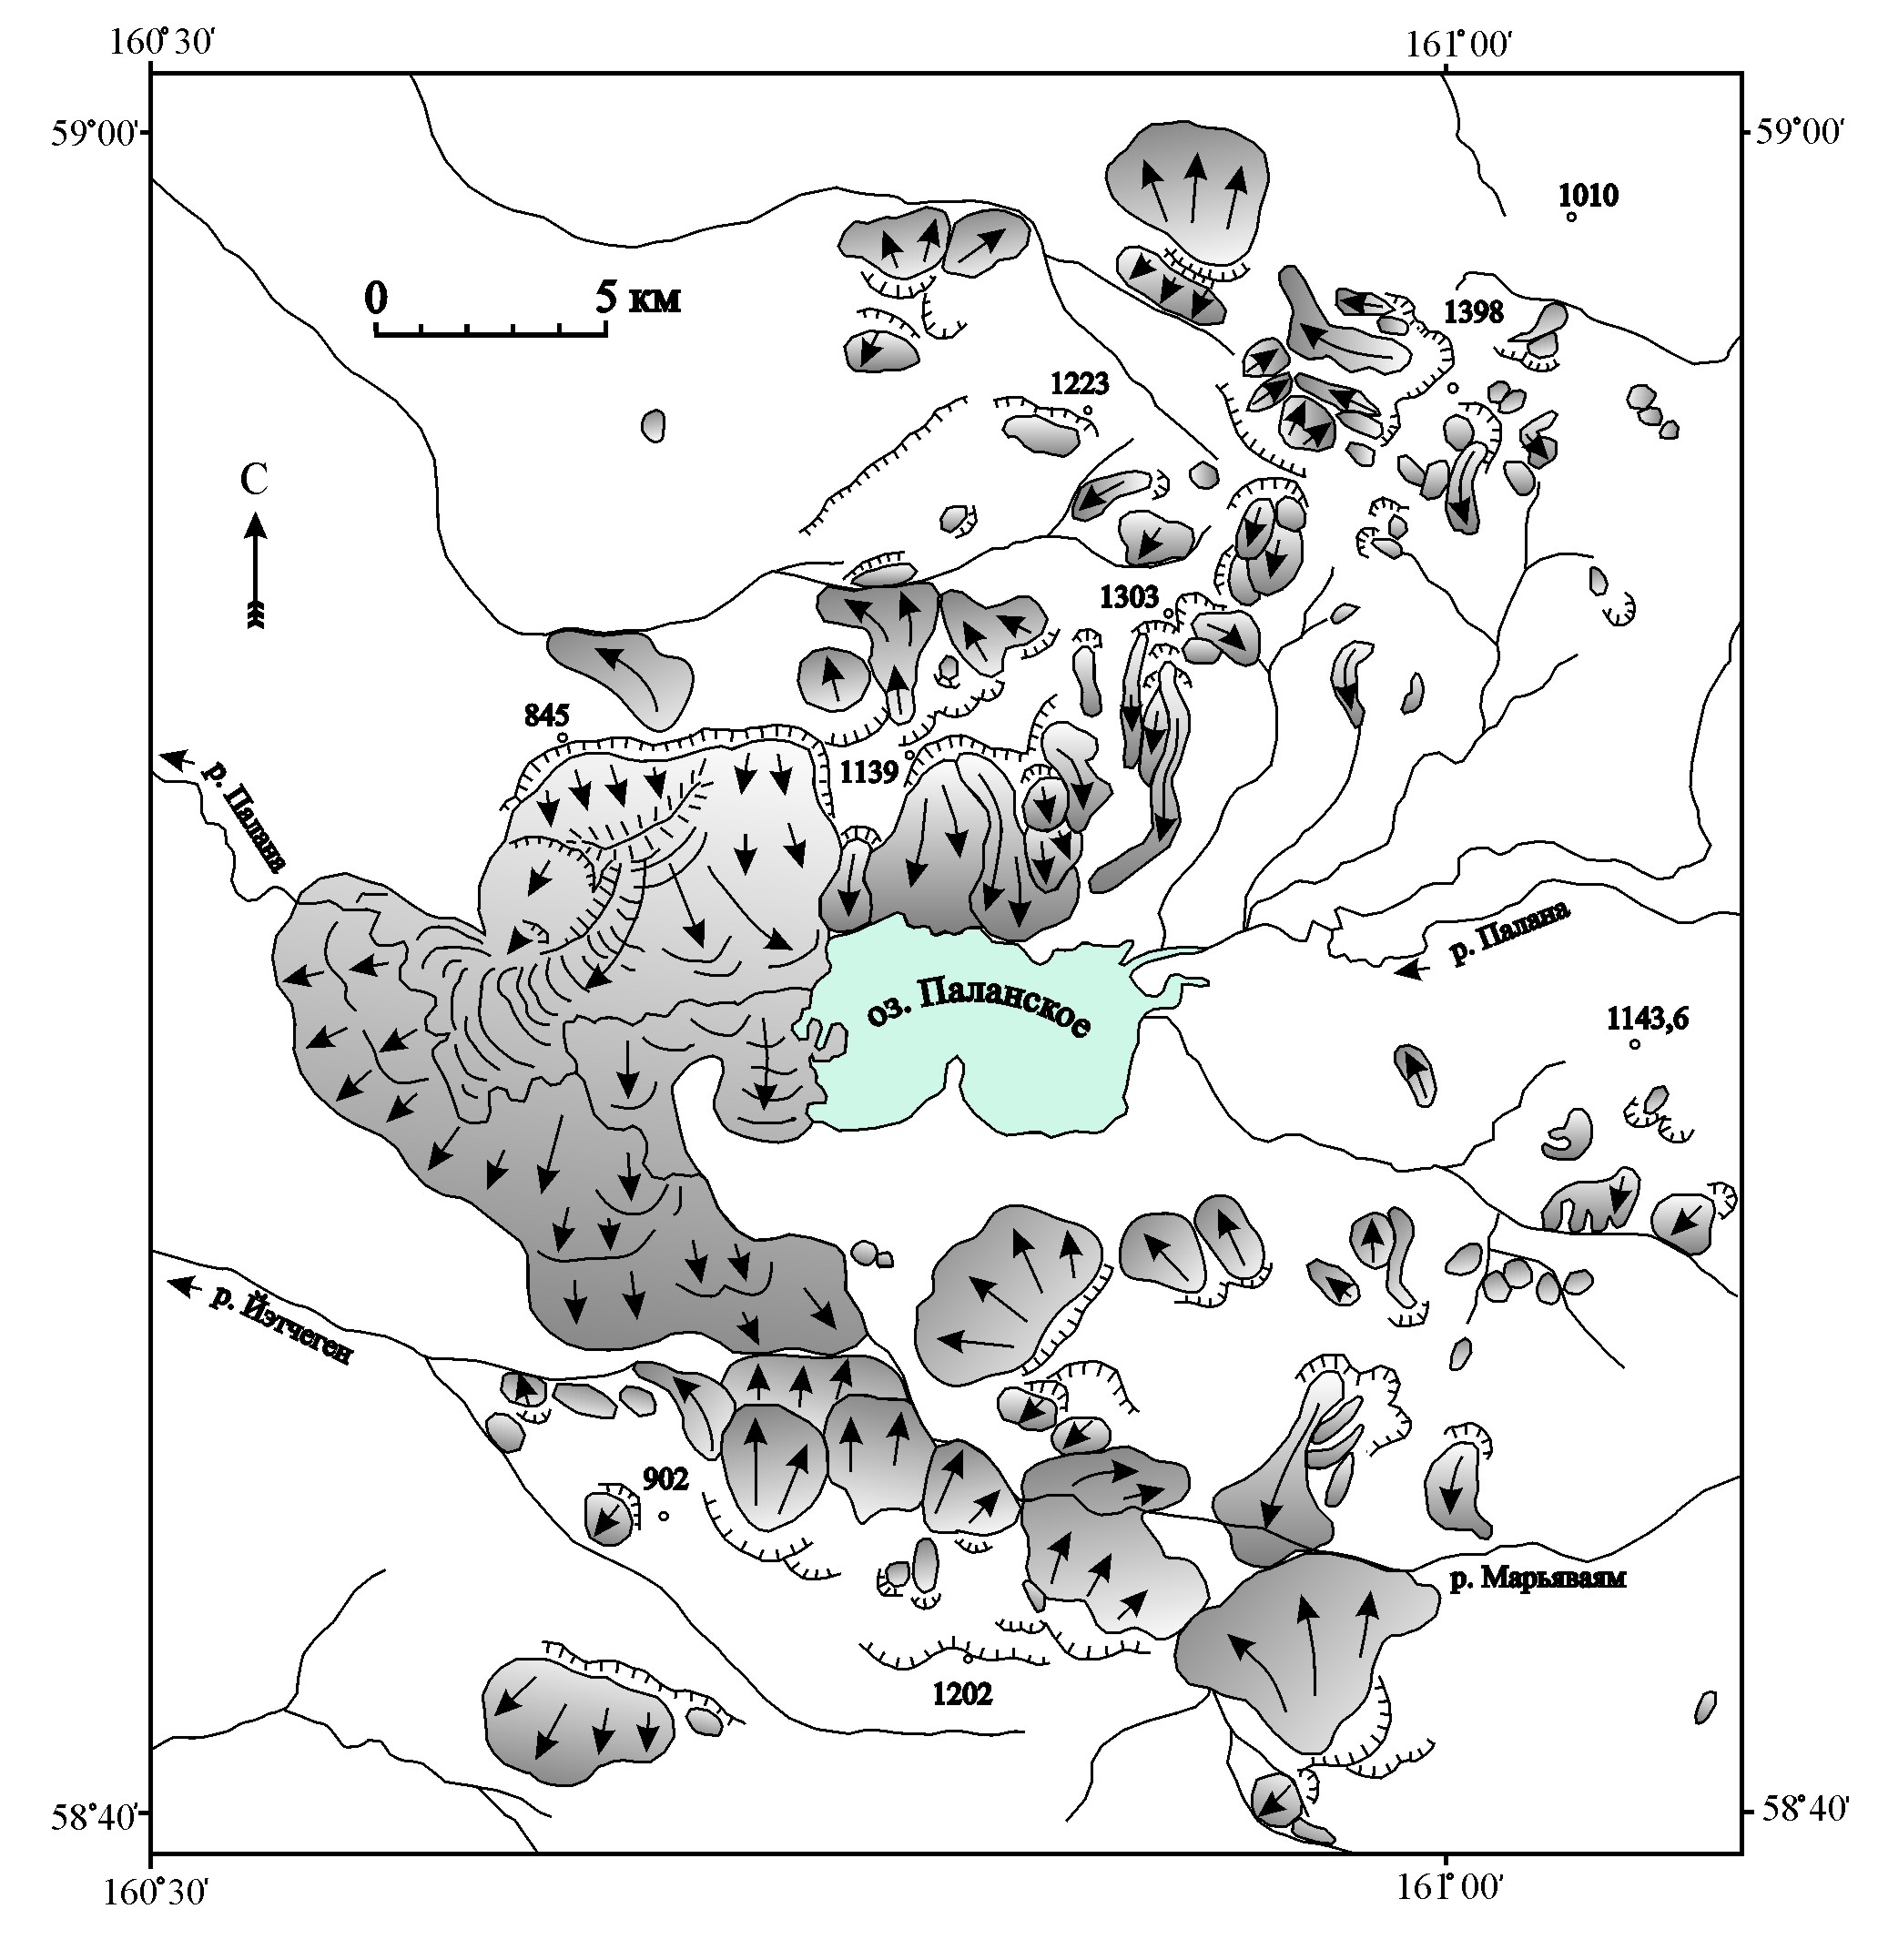 160°30'
161°00'
59°00'
59°00'
1010
0
5 км
1398
1223
С
1303
845
1139
р. Палана
р. Палана
оз. Паланское
1143,6
р. Йэтчеген
902
р. Марьяваям
1202
58°40'
58°40'
160°30'
161°00'